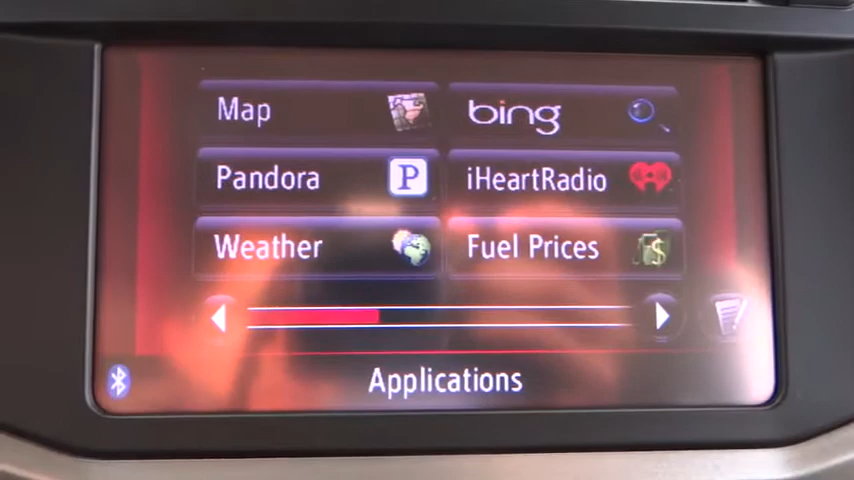 Map
bing
Pandora
P
iHeartRadio
Weather
Fuel Prices
$
Applications